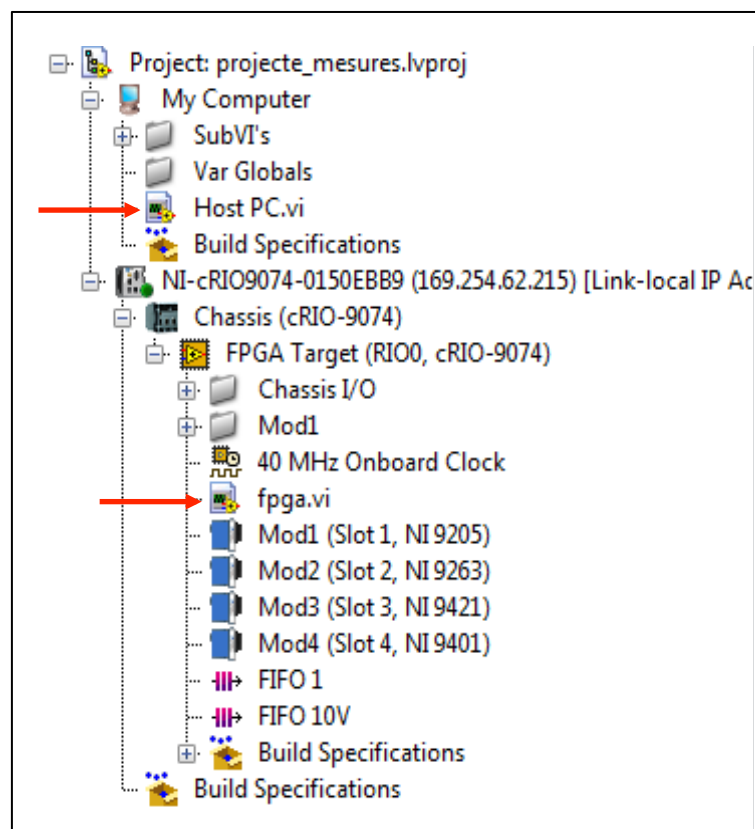 Project: projecte_mesures.lvproj
My Computer
SubVI's
Var Globals
Host PC.vi
Build Specifications
NI-cRIO9074-0150EBB9 (169.254.62.215) [Link-local IP Ac
Chassis (cRIO-9074)
FPGA Target (RIO0, cRIO-9074)
Chassis I/O
Mod1
40 MHz Onboard Clock
fpga.vi
Mod1 (Slot 1, NI 9205)
Mod2 (Slot 2, NI 9263)
Mod3 (Slot 3, NI 9421)
Mod4 (Slot 4, NI 9401)
FIFO 1
FIFO 10V
Build Specifications
Build Specifications